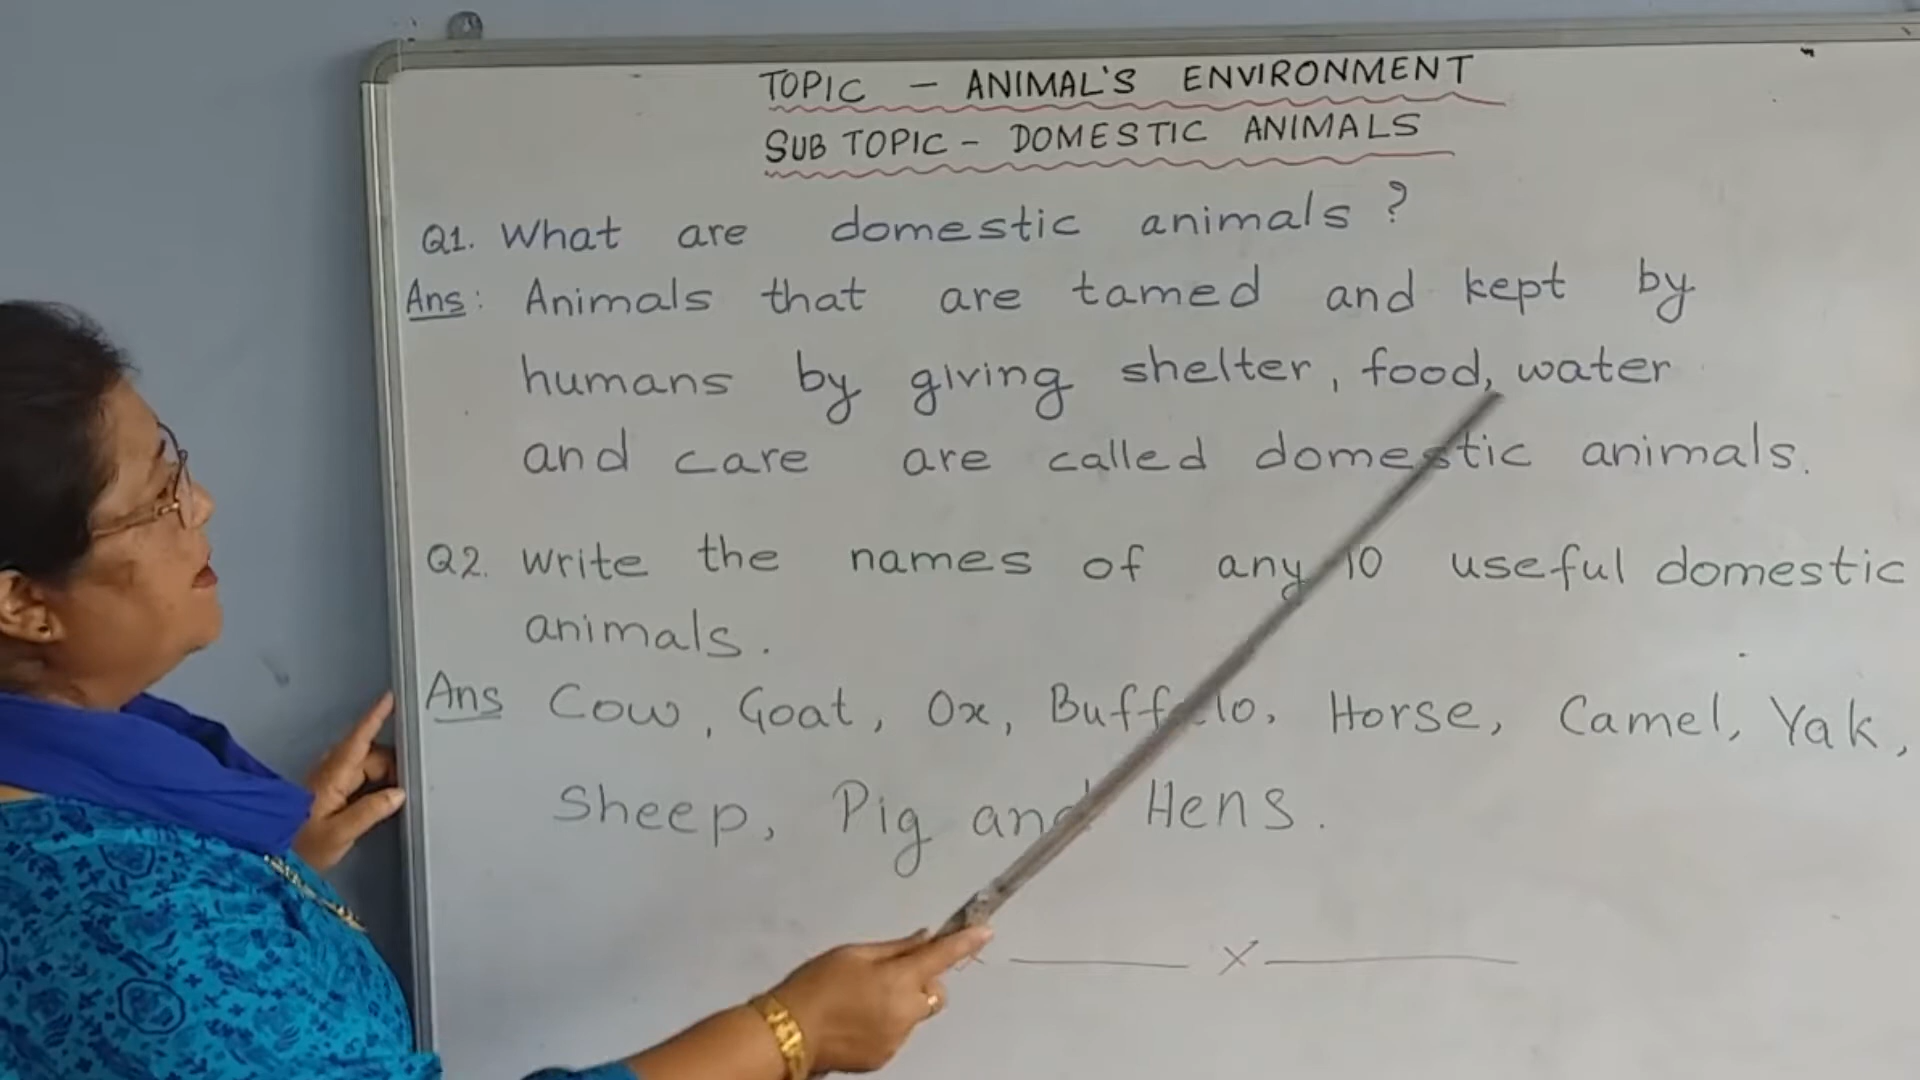 TOPIC - ANIMAL'S ENVIRONMENT
SUB TOPIC - DOMESTIC ANIMALS
Q1. What are domestic animals?
Ans: Animals that are tamed and kept by
humans by giving shelter, food, water
and care are called domestic animals.
Q2. Write the names of any 10 useful domestic
animals.
Ans Cow, Goat, Ox, Buffalo, Horse, Camel, Yak,
Sheep, Pig and Hens.